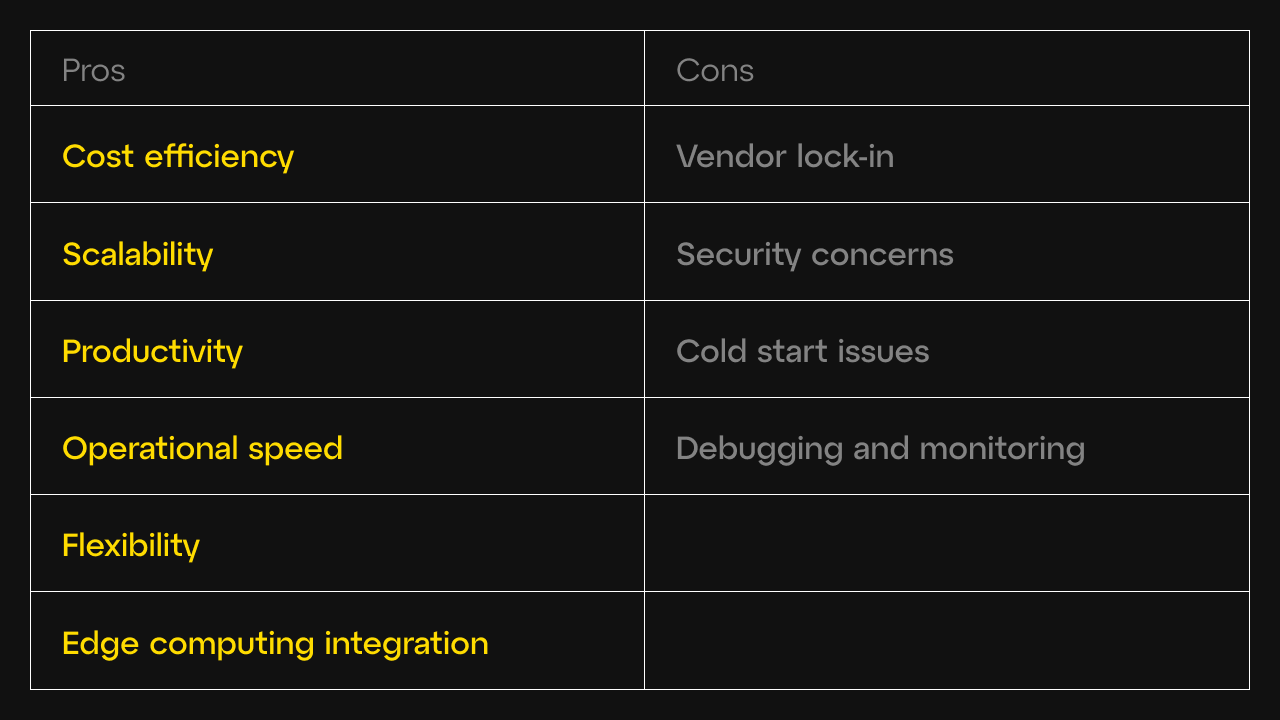 Pros
Cons
Cost efficiency
Vendor lock-in
Scalability
Security concerns
Productivity
Cold start issues
Operational speed
Debugging and monitoring
Flexibility
Edge computing integration